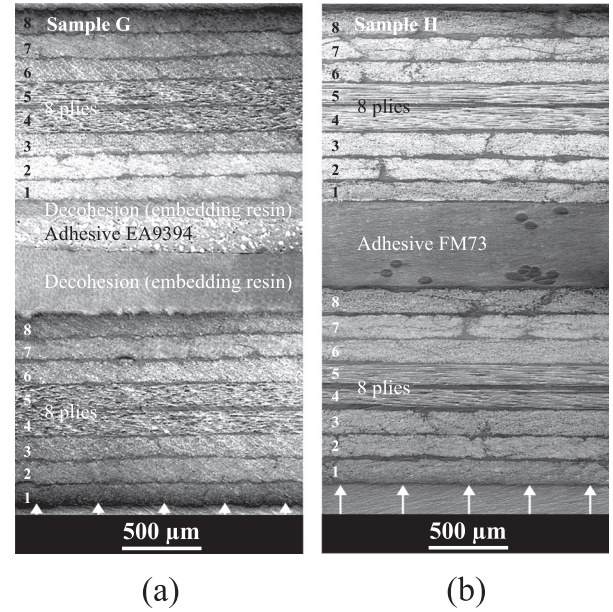 Sample G
8
7
6
5
8 plies
4
3
2
1
Decohesion (embedding resin)
Adhesive EA9394
Decohesion (embedding resin)
8
7
6
5
8 plies
4
3
2
1
500 µm
(a)
Sample H
8
7
6
5
8 plies
4
3
2
1
Adhesive FM73
8
7
6
5
8 plies
4
3
2
1
500 µm
(b)